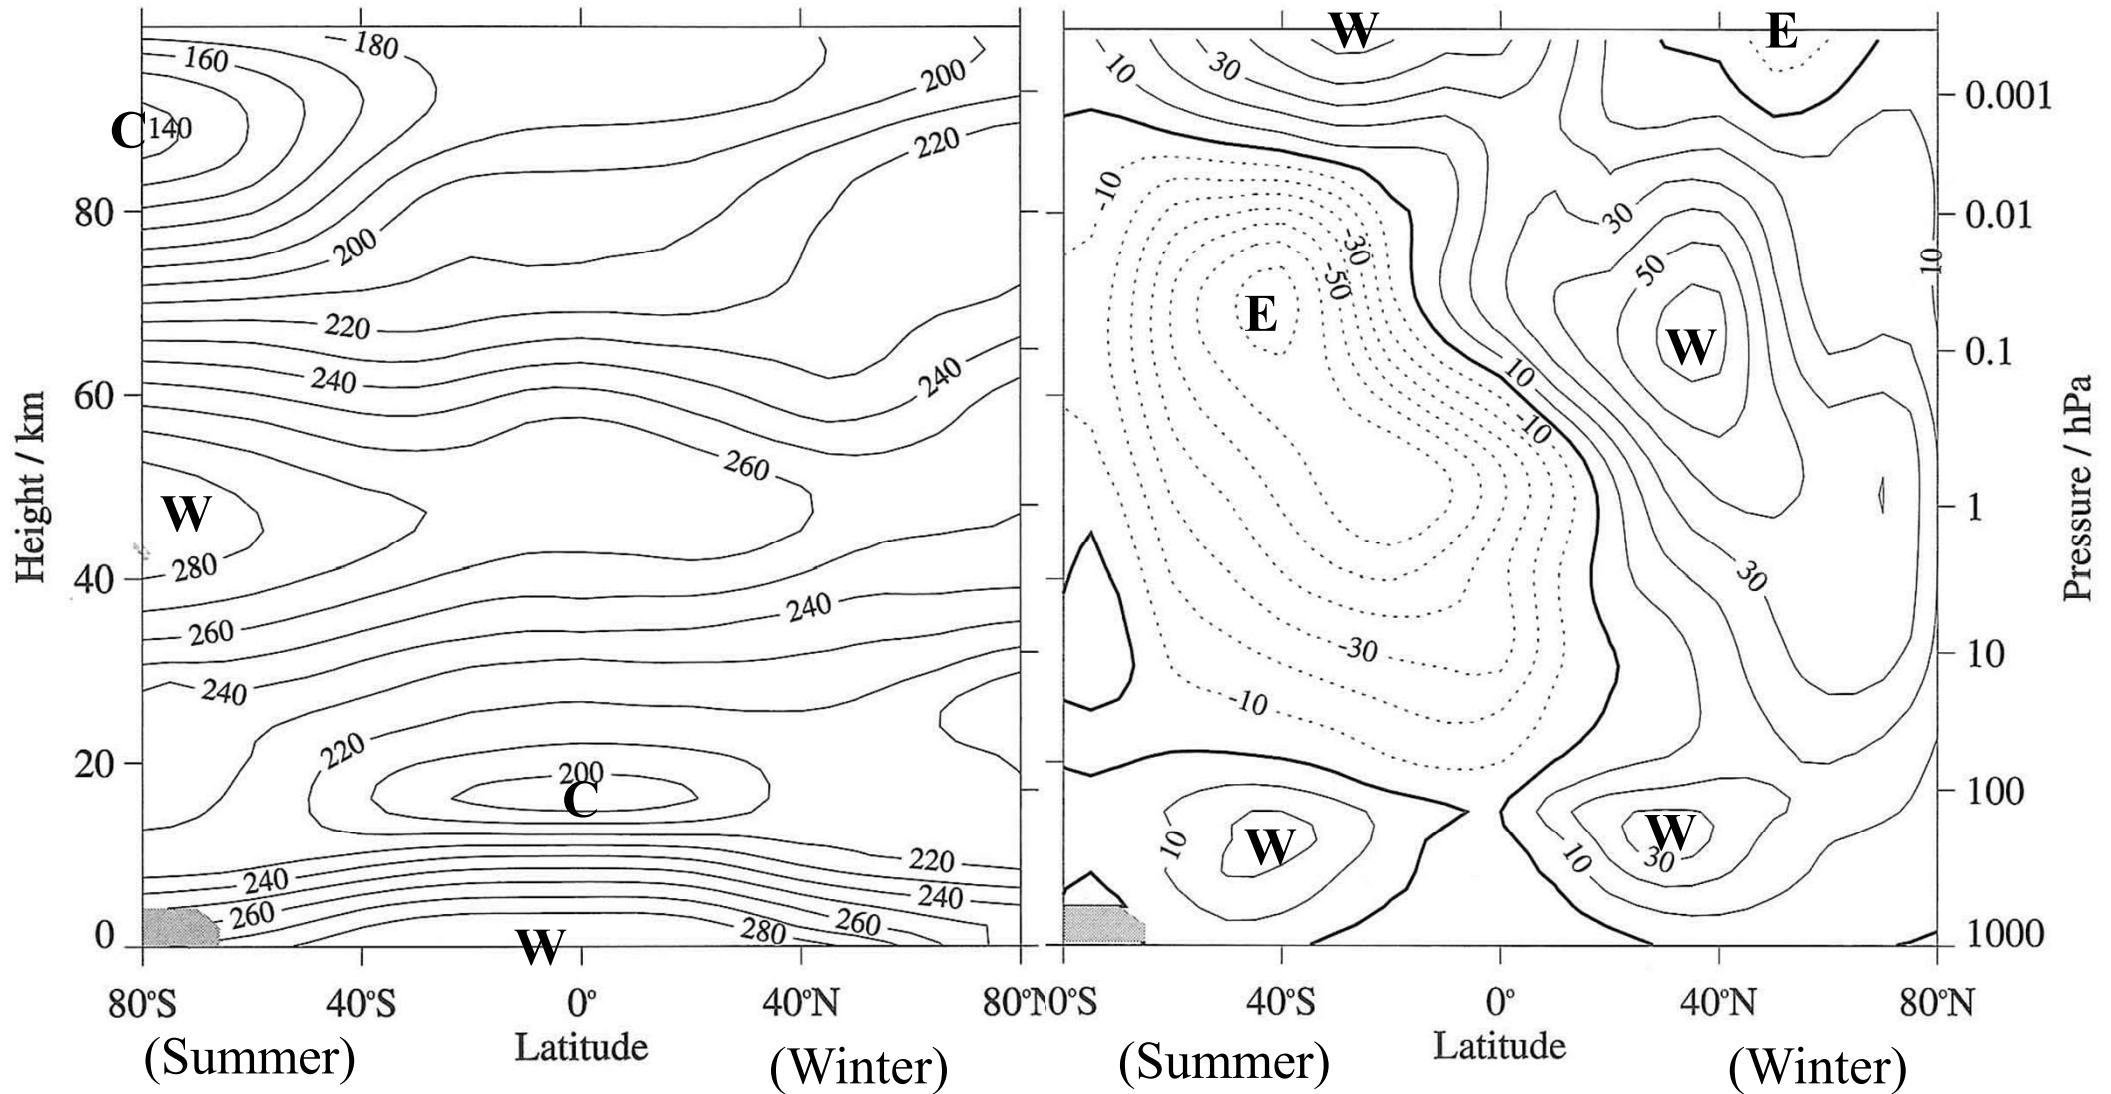 180
160
C
140
200
220
200
220
240
240
260
W
280
240
260
240
220
200
C
220
240
240
260
260
280
W
80
60
40
20
0
Height / km
80°S
40°S
0°
40°N
80°N
Latitude
(Summer)
(Winter)
W
E
10
30
-10
-30
-50
E
30
50
W
10
10
-10
30
-30
-10
10
W
W
10
30
0.001
0.01
0.1
1
10
100
1000
Pressure / hPa
0°S
40°S
0°
40°N
80°N
Latitude
(Summer)
(Winter)